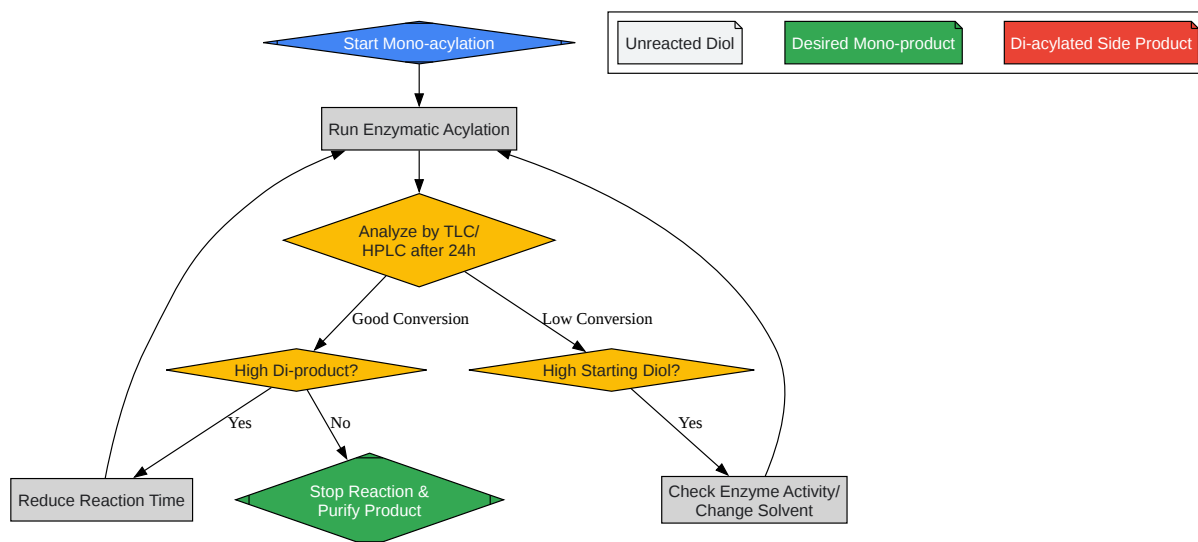 Start Mono-acylation
Unreacted Diol
Desired Mono-product
Di-acylated Side Product
Run Enzymatic Acylation
Analyze by TLC/
HPLC after 24h
Good Conversion
Low Conversion
High Di-product?
High Starting Diol?
Yes
No
Yes
Reduce Reaction Time
Stop Reaction &
Purify Product
Check Enzyme Activity/
Change Solvent